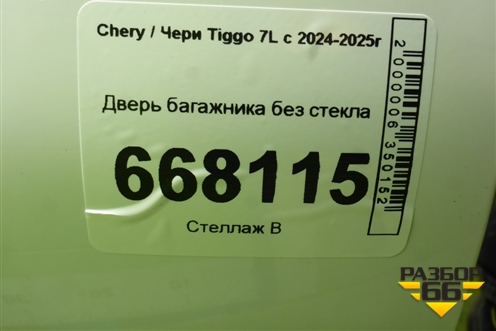 Chery / Чери Tiggo 7L с 2024-2025г
Дверь багажника без стекла
668115
Стеллаж В
2000006350152
РАЗБОР
66